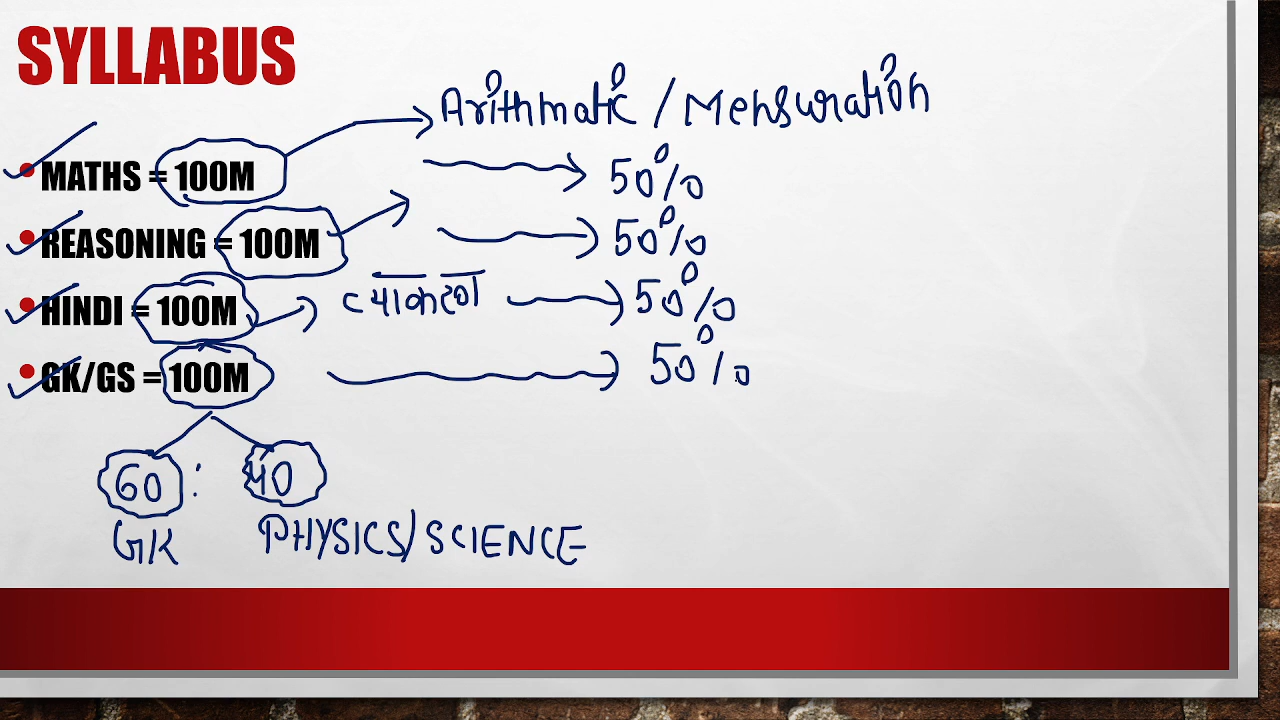 SYLLABUS
Arithmatic / Mensuration
• MATHS = 100M 50%
• REASONING = 100M 50%
• HINDI = 100M व्याकरण 50%
• GK/GS = 100M 50%
60 : 40
GK PHYSICS/SCIENCE